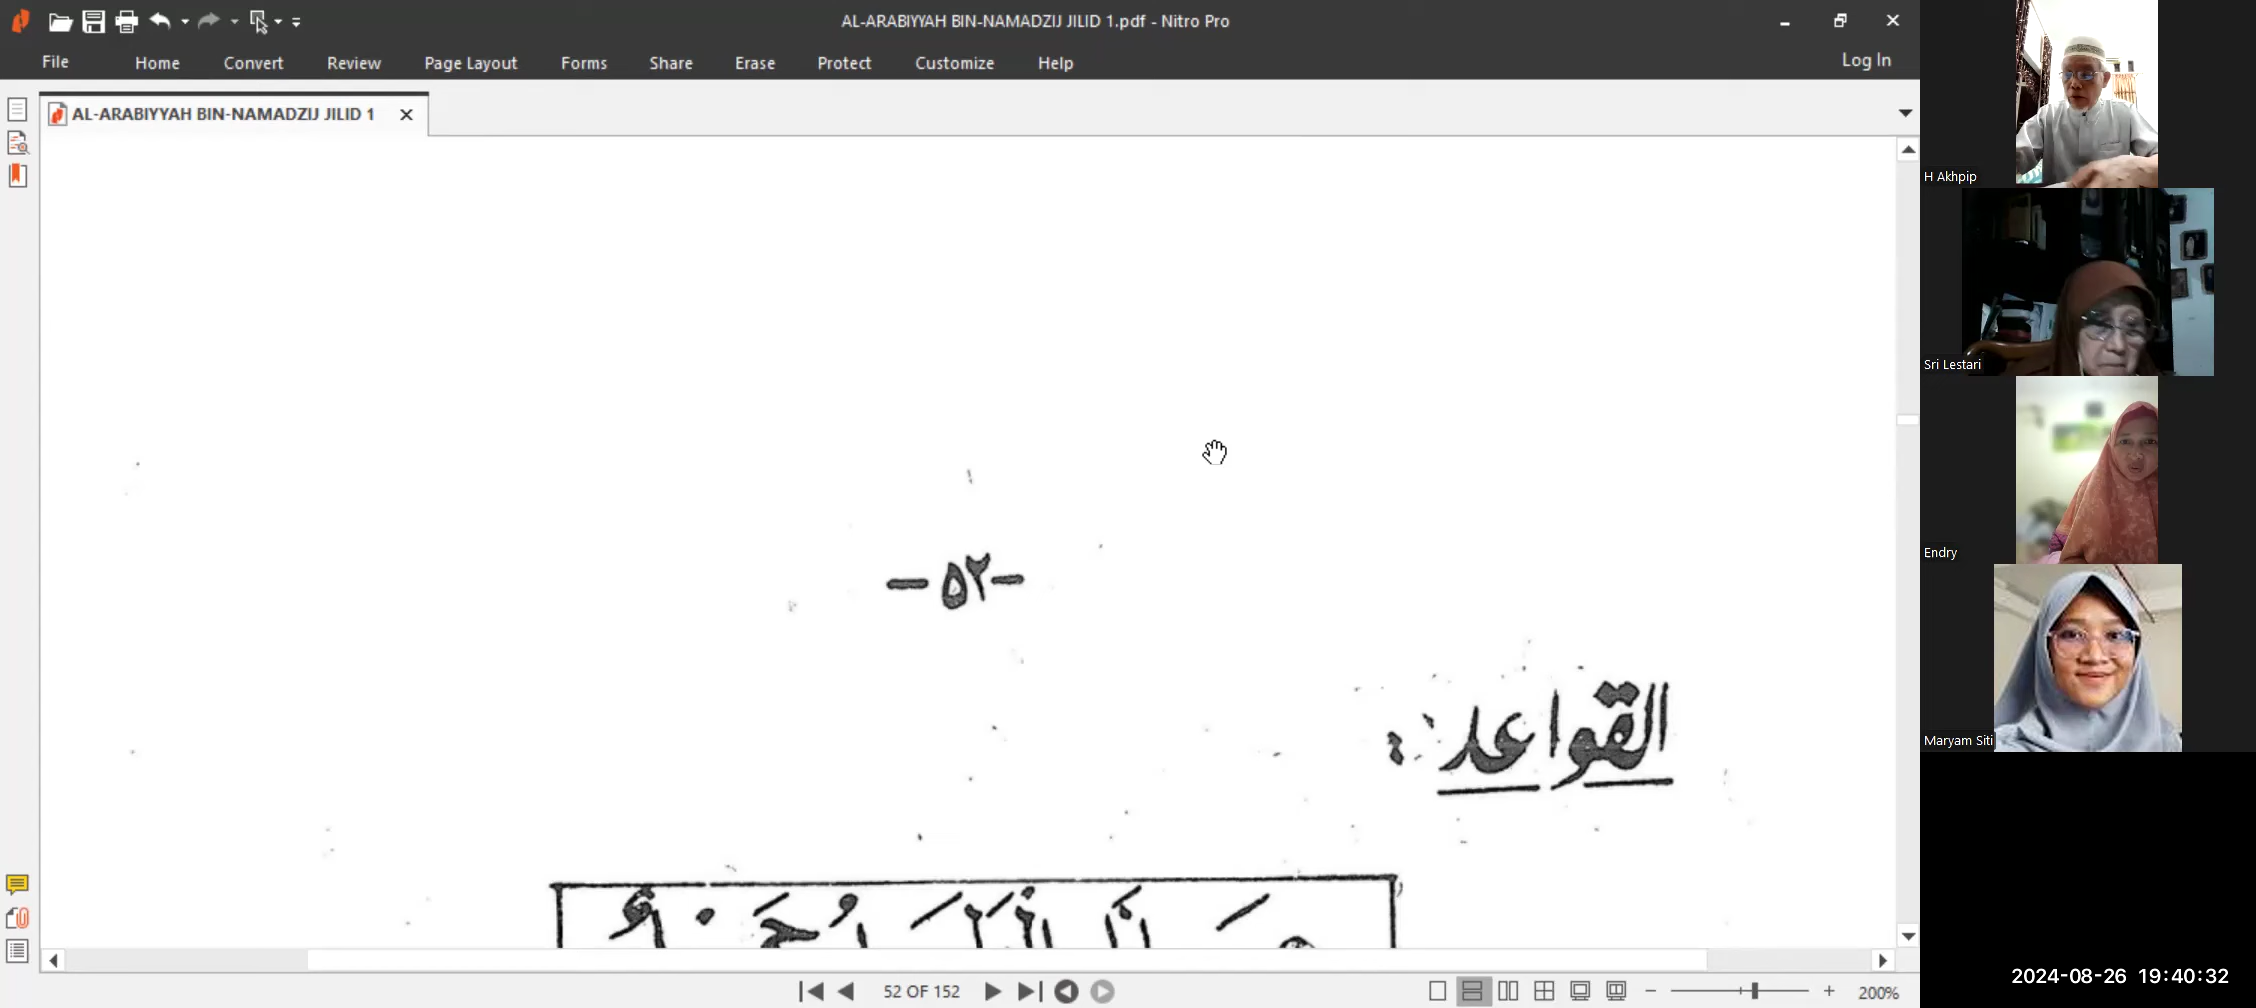 AL-ARABIYYAH BIN-NAMADZIJ JILID 1.pdf - Nitro Pro
File Home Convert Review Page Layout Forms Share Erase Protect Customize Help Log In
AL-ARABIYYAH BIN-NAMADZIJ JILID 1
-٥٢-
القواعد:
52 OF 152
200%
H Akhpip
Sri Lestari
Endry
Maryam Siti
2024-08-26 19:40:32